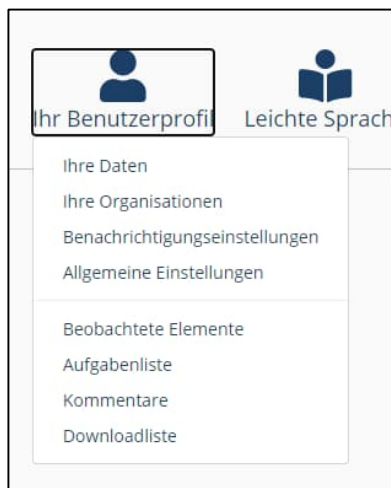 Ihr Benutzerprofil Leichte Sprach
Ihre Daten
Ihre Organisationen
Benachrichtigungseinstellungen
Allgemeine Einstellungen
Beobachtete Elemente
Aufgabenliste
Kommentare
Downloadliste